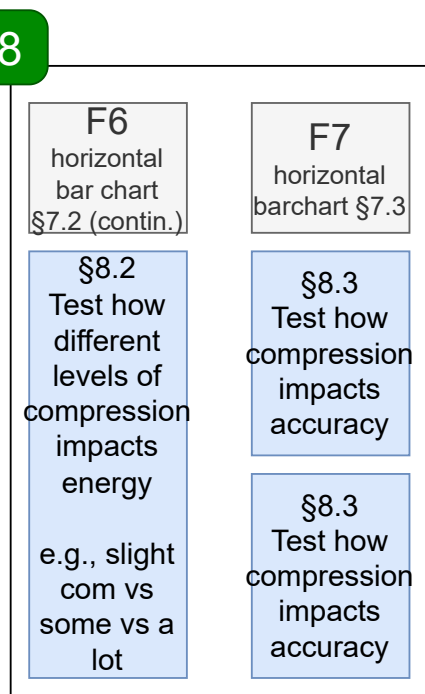 8
F6
horizontal
bar chart
§7.2 (contin.)
§8.2
Test how
different
levels of
compression
impacts
energy
e.g., slight
com vs
some vs a
lot
F7
horizontal
barchart §7.3
§8.3
Test how
compression
impacts
accuracy
§8.3
Test how
compression
impacts
accuracy